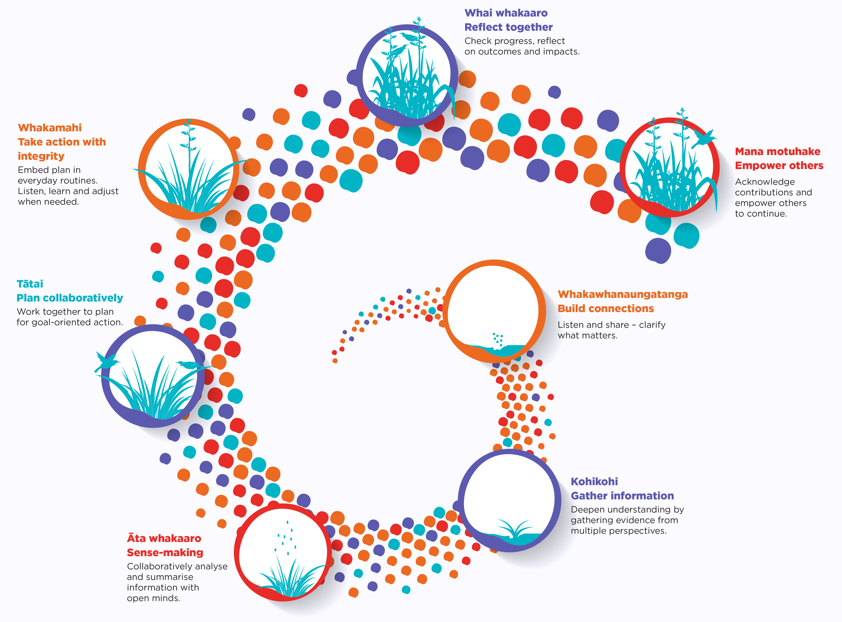 Whai whakaaro
Reflect together
Check progress, reflect
on outcomes and impacts.
Whakamahi
Take action with
integrity
Embed plan in
everyday routines.
Listen, learn and adjust
when needed.
Mana motuhake
Empower others
Acknowledge
contributions and
empower others
to continue.
Tātai
Plan collaboratively
Work together to plan
for goal-oriented action.
Whakawhanaungatanga
Build connections
Listen and share – clarify
what matters.
Kohikohi
Gather information
Deepen understanding by
gathering evidence from
multiple perspectives.
Āta whakaaro
Sense-making
Collaboratively analyse
and summarise
information with
open minds.